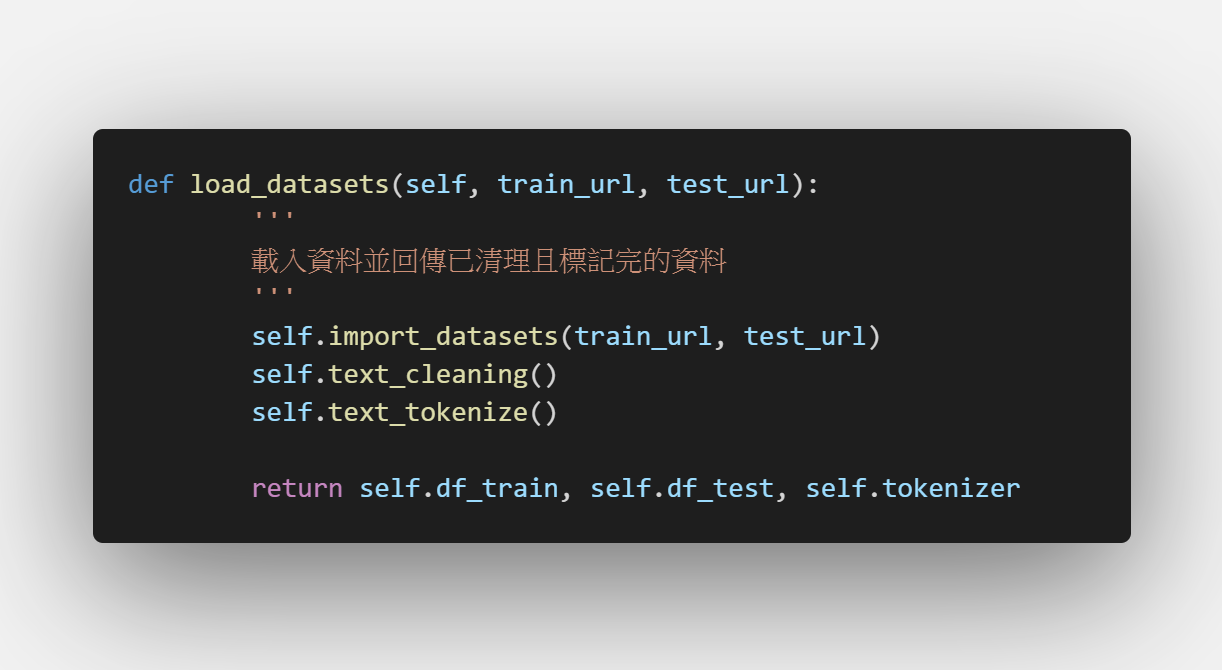 def load_datasets(self, train_url, test_url):
        '''
        載入資料並回傳已清理且標記完的資料
        '''
        self.import_datasets(train_url, test_url)
        self.text_cleaning()
        self.text_tokenize()

        return self.df_train, self.df_test, self.tokenizer